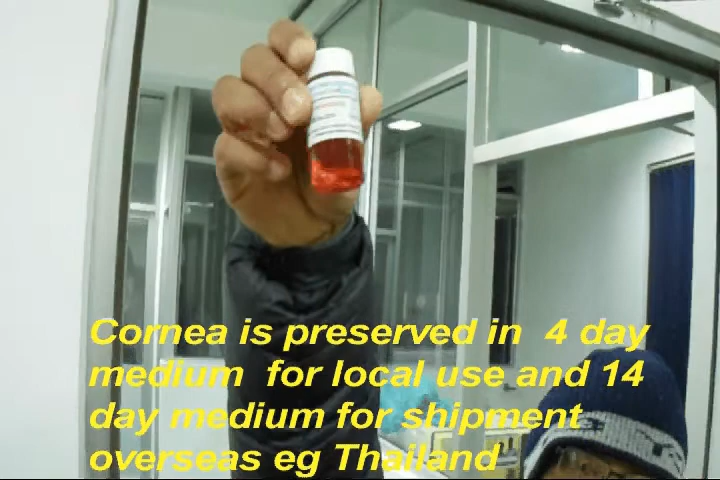 Cornea is preserved in 4 day
medium for local use and 14
day medium for shipment
overseas eg Thailand